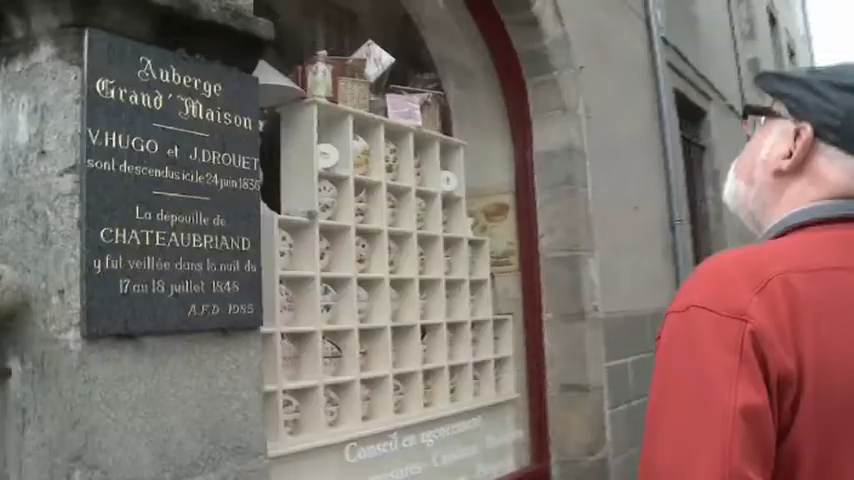 Auberge
Grand' Maison
V.HUGO et J.DROUET
sont descendus ici le 24 juin 1836
La depouille de
CHATEAUBRIAND
y fut veillée dans la nuit du
17 au 18 juillet 1848
A.F.D 1985
Conseil en agencement